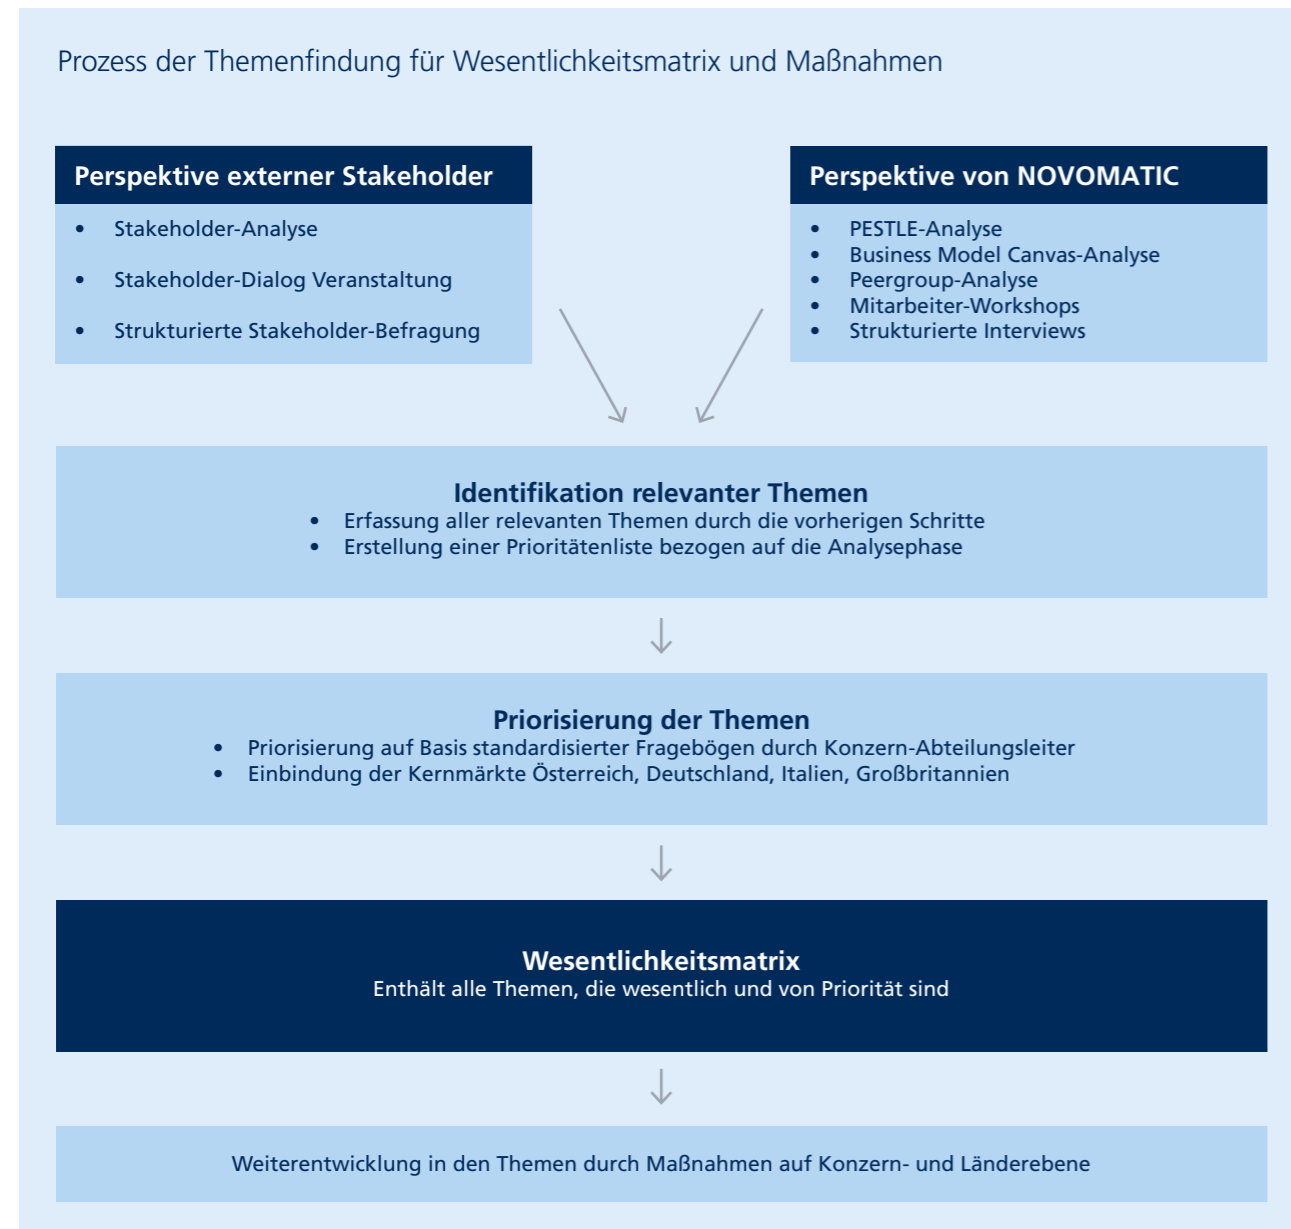 Prozess der Themenfindung für Wesentlichkeitsmatrix und Maßnahmen
Perspektive externer Stakeholder
• Stakeholder-Analyse
• Stakeholder-Dialog Veranstaltung
• Strukturierte Stakeholder-Befragung
Perspektive von NOVOMATIC
• PESTLE-Analyse
• Business Model Canvas-Analyse
• Peergroup-Analyse
• Mitarbeiter-Workshops
• Strukturierte Interviews
Identifikation relevanter Themen
• Erfassung aller relevanten Themen durch die vorherigen Schritte
• Erstellung einer Prioritätenliste bezogen auf die Analysephase
Priorisierung der Themen
• Priorisierung auf Basis standardisierter Fragebögen durch Konzern-Abteilungsleiter
• Einbindung der Kernmärkte Österreich, Deutschland, Italien, Großbritannien
Wesentlichkeitsmatrix
Enthält alle Themen, die wesentlich und von Priorität sind
Weiterentwicklung in den Themen durch Maßnahmen auf Konzern- und Länderebene